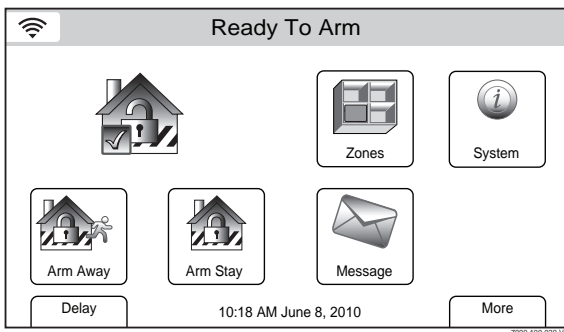 Ready To Arm
Zones
System
Arm Away
Arm Stay
Message
Delay
10:18 AM June 8, 2010
More